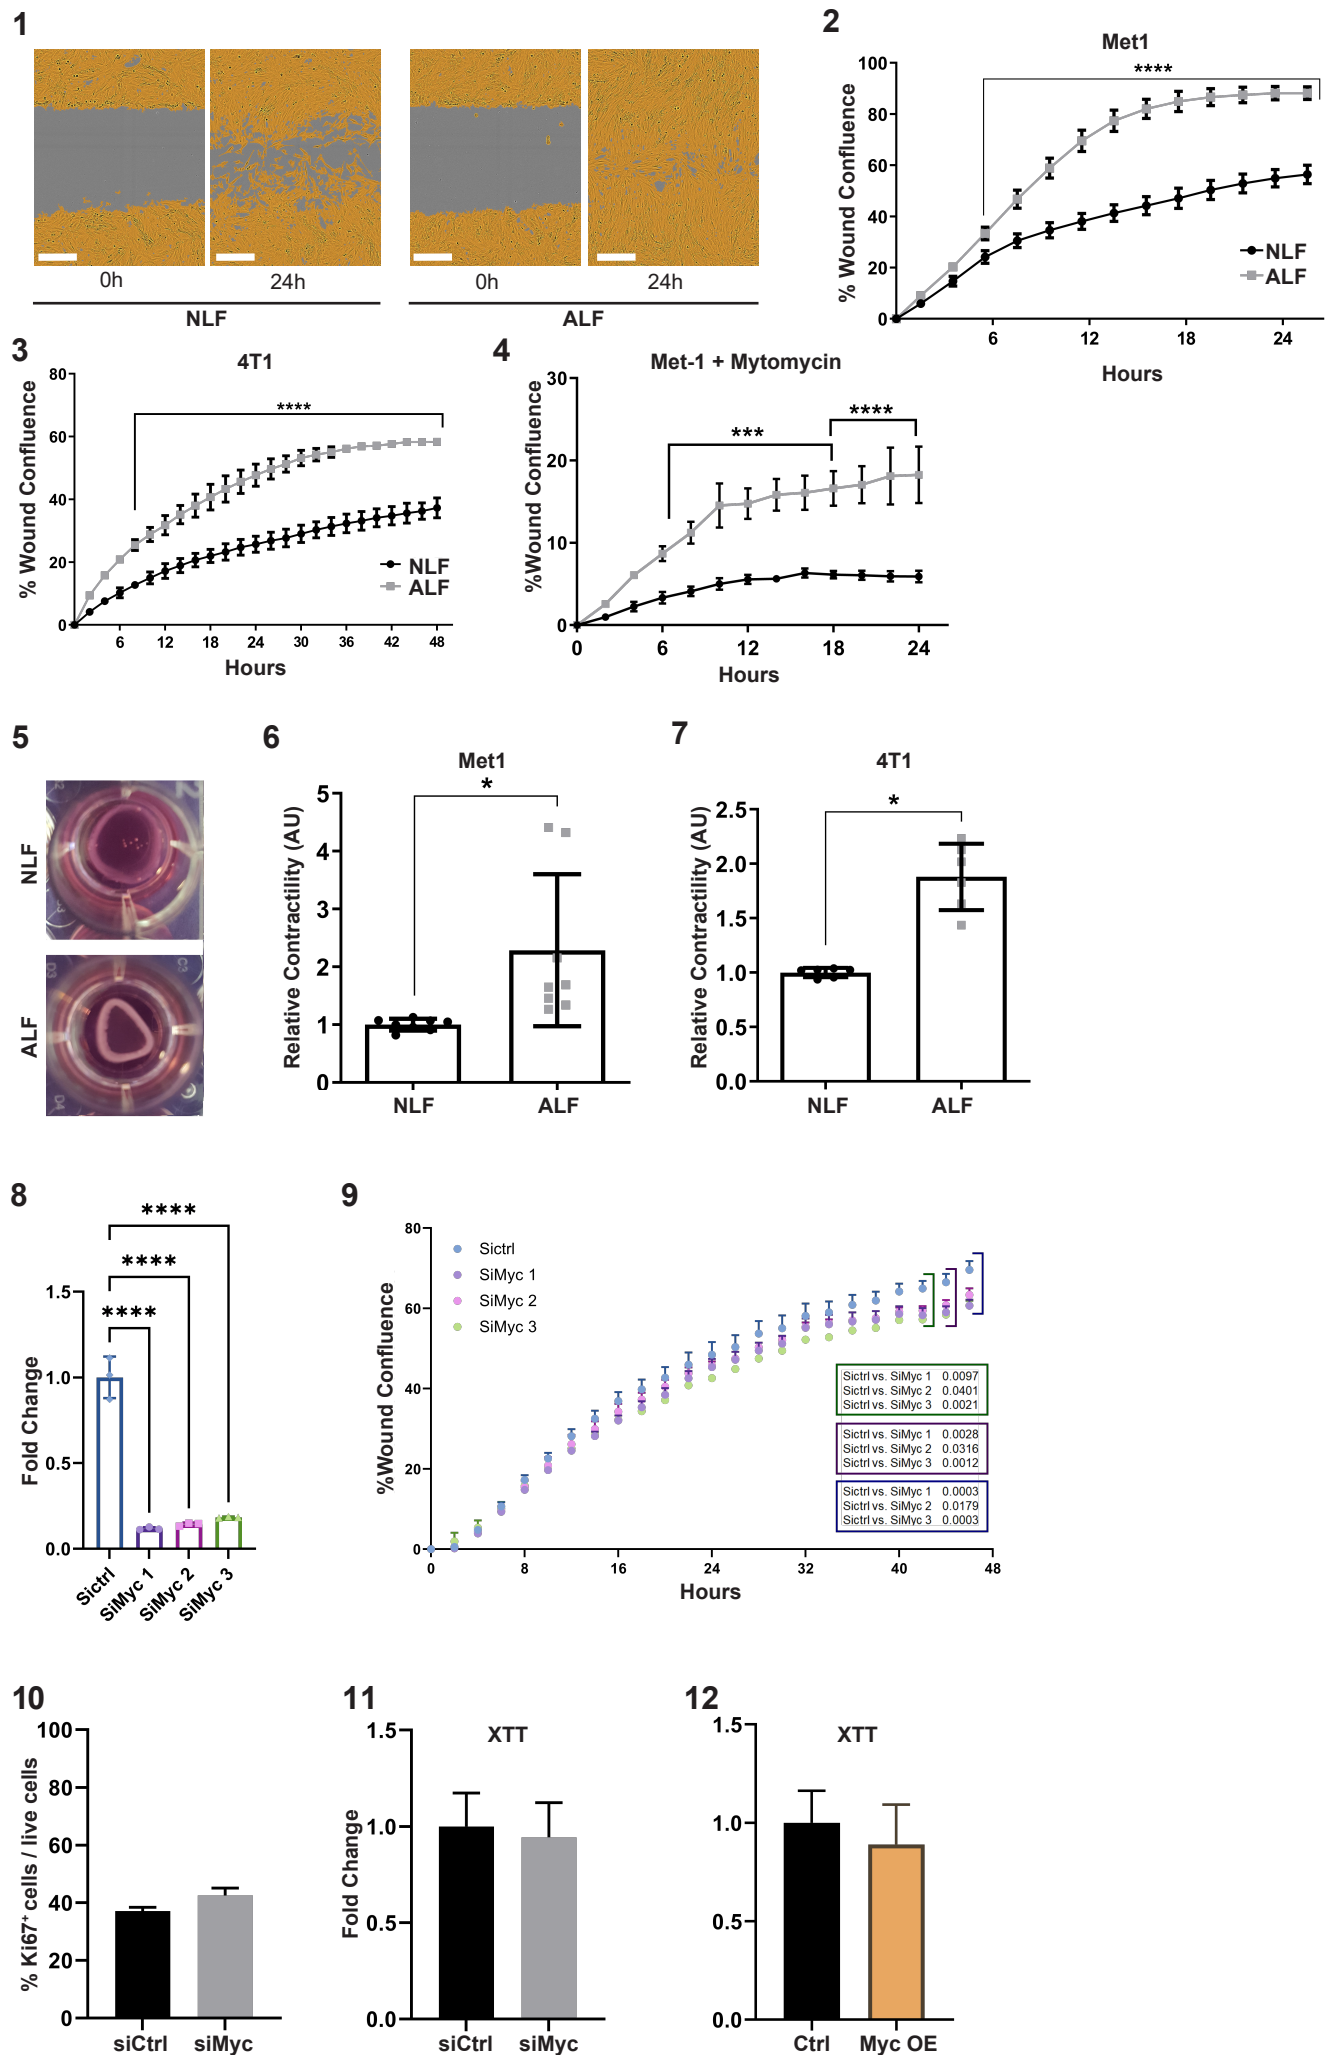 1
0h
24h
0h
24h
NLF
ALF
2
Met1
****
% Wound Confluence
100
80
60
40
20
0
6
12
18
24
Hours
NLF
ALF
3
4T1
****
% Wound Confluence
80
60
40
20
0
6
12
18
24
30
36
42
48
Hours
NLF
ALF
4
Met-1 + Mytomycin
***
****
%Wound Confluence
30
20
10
0
0
6
12
18
24
Hours
5
NLF
ALF
6
Met1
*
Relative Contractility (AU)
5
4
3
2
1
0
NLF
ALF
7
4T1
*
Relative Contractility (AU)
2.5
2.0
1.5
1.0
0.5
0.0
NLF
ALF
8
****
****
****
Fold Change
1.5
1.0
0.5
0.0
Sictrl
SiMyc 1
SiMyc 2
SiMyc 3
9
%Wound Confluence
80
60
40
20
0
Sictrl
SiMyc 1
SiMyc 2
SiMyc 3
Sictrl vs. SiMyc 1 0.0097
Sictrl vs. SiMyc 2 0.0401
Sictrl vs. SiMyc 3 0.0021
Sictrl vs. SiMyc 1 0.0028
Sictrl vs. SiMyc 2 0.0316
Sictrl vs. SiMyc 3 0.0012
Sictrl vs. SiMyc 1 0.0003
Sictrl vs. SiMyc 2 0.0179
Sictrl vs. SiMyc 3 0.0003
0
8
16
24
32
40
48
Hours
10
% Ki67⁺ cells / live cells
100
80
60
40
20
0
siCtrl
siMyc
11
XTT
Fold Change
1.5
1.0
0.5
0.0
siCtrl
siMyc
12
XTT
1.5
1.0
0.5
0.0
Ctrl
Myc OE